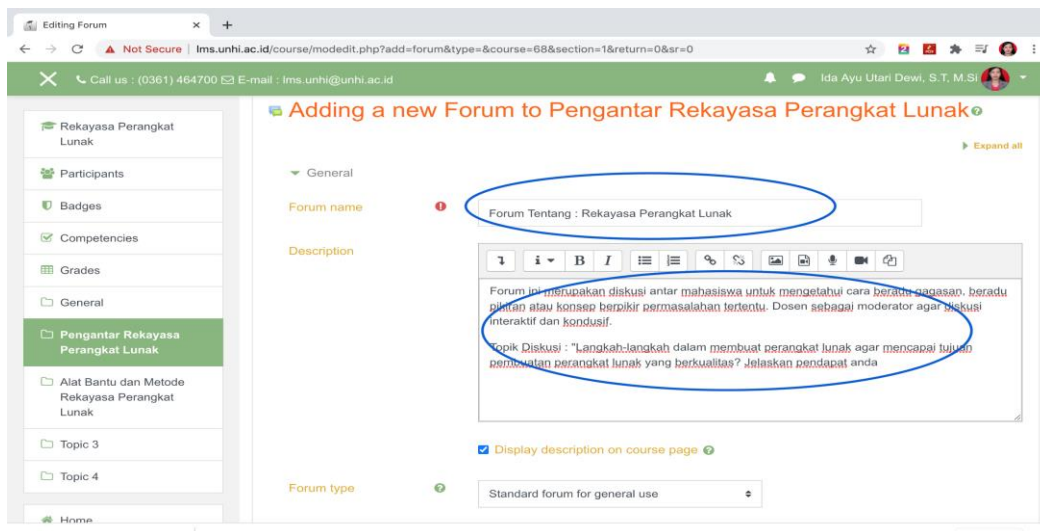 Editing Forum
Not Secure | lms.unhi.ac.id/course/modedit.php?add=forum&type=&course=68&section=1&return=0&sr=0
Call us : (0361) 464700 E-mail : lms.unhi@unhi.ac.id
Ida Ayu Utari Dewi, S.T, M.Si
Rekayasa Perangkat
Lunak
Participants
Badges
Competencies
Grades
General
Pengantar Rekayasa
Perangkat Lunak
Alat Bantu dan Metode
Rekayasa Perangkat
Lunak
Topic 3
Topic 4
Home
Adding a new Forum to Pengantar Rekayasa Perangkat Lunak
Expand all
General
Forum name
Forum Tentang : Rekayasa Perangkat Lunak
Description
Forum ini merupakan diskusi antar mahasiswa untuk mengetahui cara beradu gagasan, beradu
pikiran atau konsep berpikir permasalahan tertentu. Dosen sebagai moderator agar diskusi
interaktif dan kondusif.
Topik Diskusi : "Langkah-langkah dalam membuat perangkat lunak agar mencapai tujuan
pembuatan perangkat lunak yang berkualitas? Jelaskan pendapat anda
Display description on course page
Forum type
Standard forum for general use